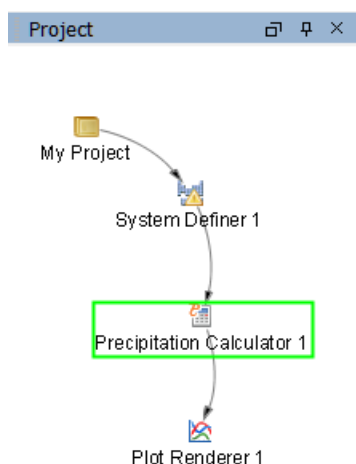 Project
My Project
System Definer 1
Precipitation Calculator 1
Plot Renderer 1